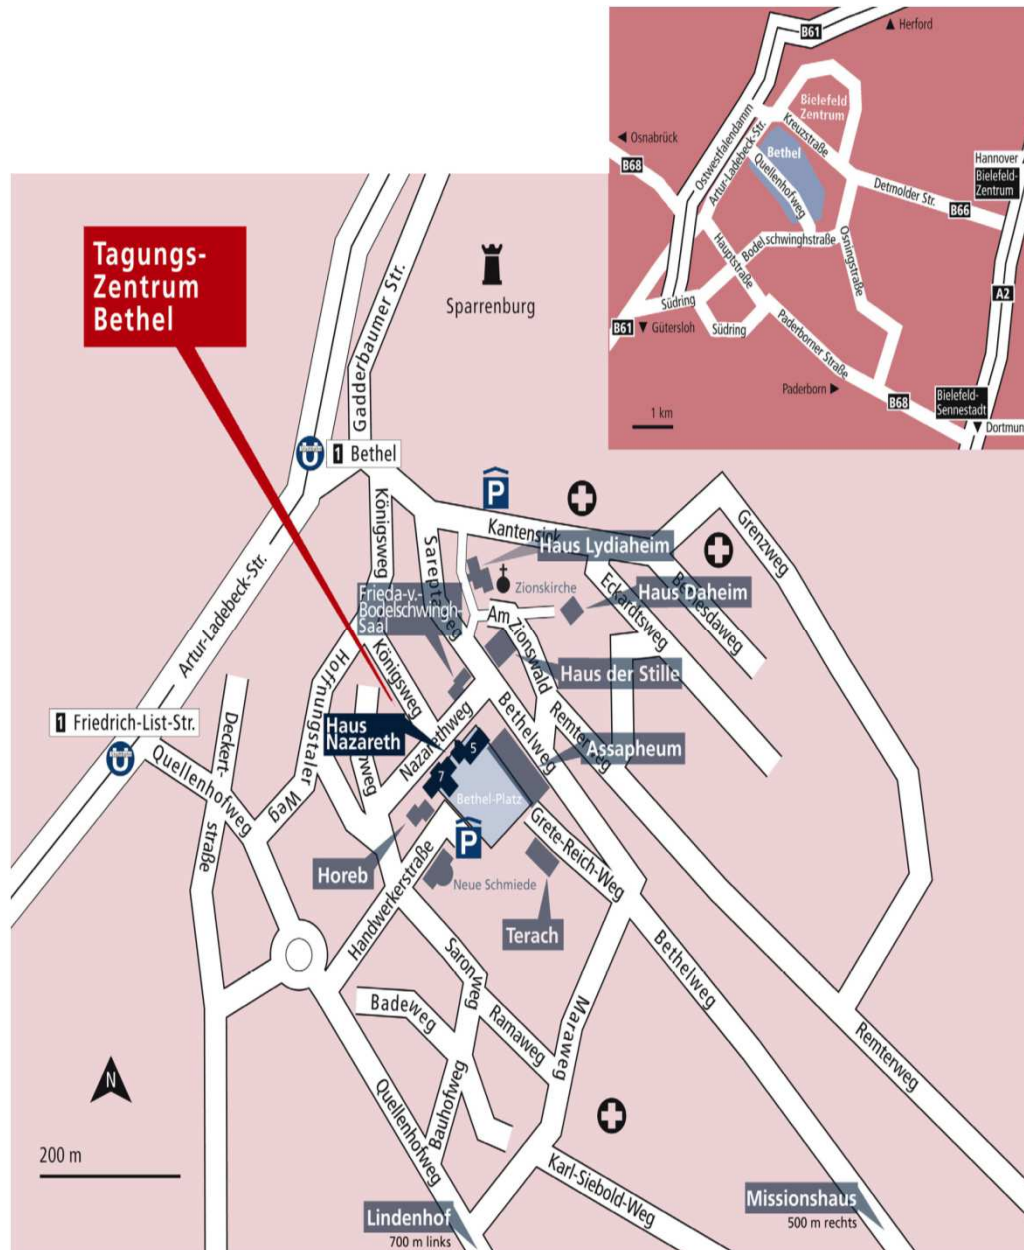 B61
Herford
Osnabrück
B68
Ostwestfalendamm
Artur-Ladebeck-Str.
Bielefeld
Zentrum
Kreuzstraße
Bethel
Quellenhofweg
Detmolder Str.
B66
Hannover
Bielefeld-
Zentrum
Hauptstraße
Bodelschwinghstraße
Osningstraße
A2
Südring
B61
Gütersloh
Südring
Paderborner Straße
Paderborn
B68
Bielefeld-
Sennestadt
Dortmun
1 km
Tagungs-
Zentrum
Bethel
Sparrenburg
Gadderbaumer Str.
1 Bethel
P
Kantensiek
Königsweg
Sareptaweg
Haus Lydiaheim
Zionskirche
Grenzweg
Eckardtsweg
Haus Daheim
Frieda-v.-
Bodelschwingh-
Saal
Am Zionswald
Haus der Stille
Artur-Ladebeck-Str.
Hoffnungstaler Weg
Königsweg
1 Friedrich-List-Str.
Deckert-
straße
Haus
Nazareth
Nazarethweg
Bethelweg
Remterweg
Assapheum
5
7
Quellenhofweg
Bethel-Platz
P
Horeb
Handwerkerstraße
Neue Schmiede
Grete-Reich-Weg
Terach
Saronweg
Bethelweg
Badeweg
Ramaweg
Maraweg
Remterweg
N
Quellenhofweg
Bauhofweg
200 m
Karl-Siebold-Weg
Lindenhof
700 m links
Missionshaus
500 m rechts